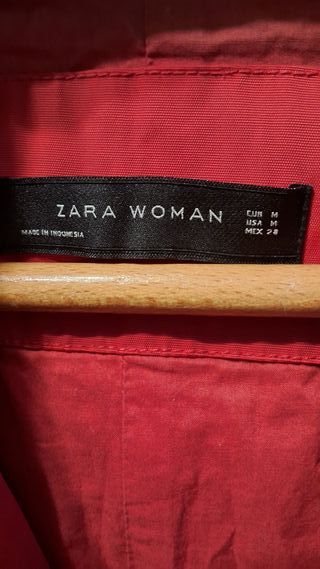 ZARA WOMAN
EUR M
USA M
MEX 28
MADE IN INDONESIA